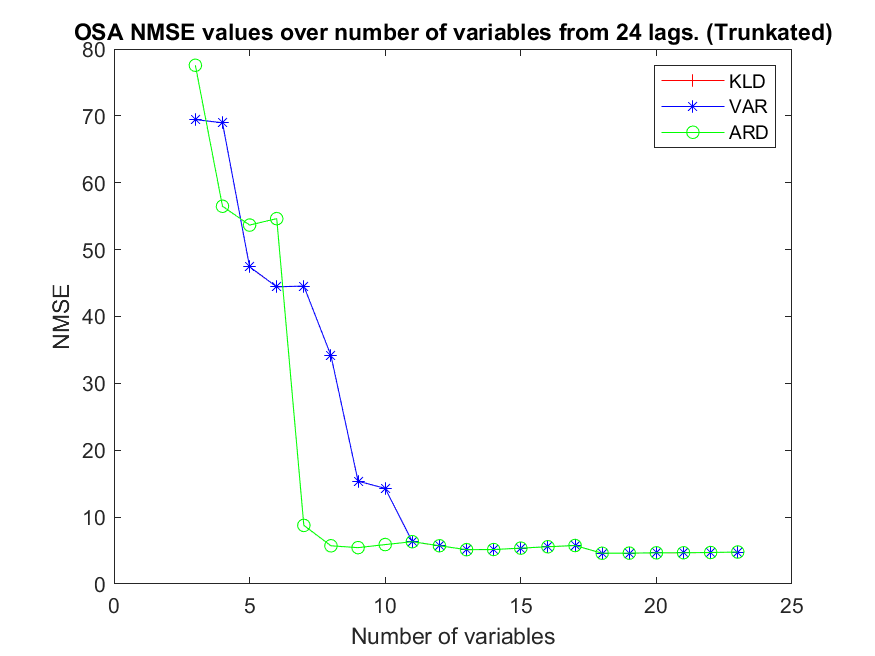 OSA NMSE values over number of variables from 24 lags. (Trunkated)
80
70
60
50
40
30
20
10
0
NMSE
KLD
VAR
ARD
0 5 10 15 20 25
Number of variables